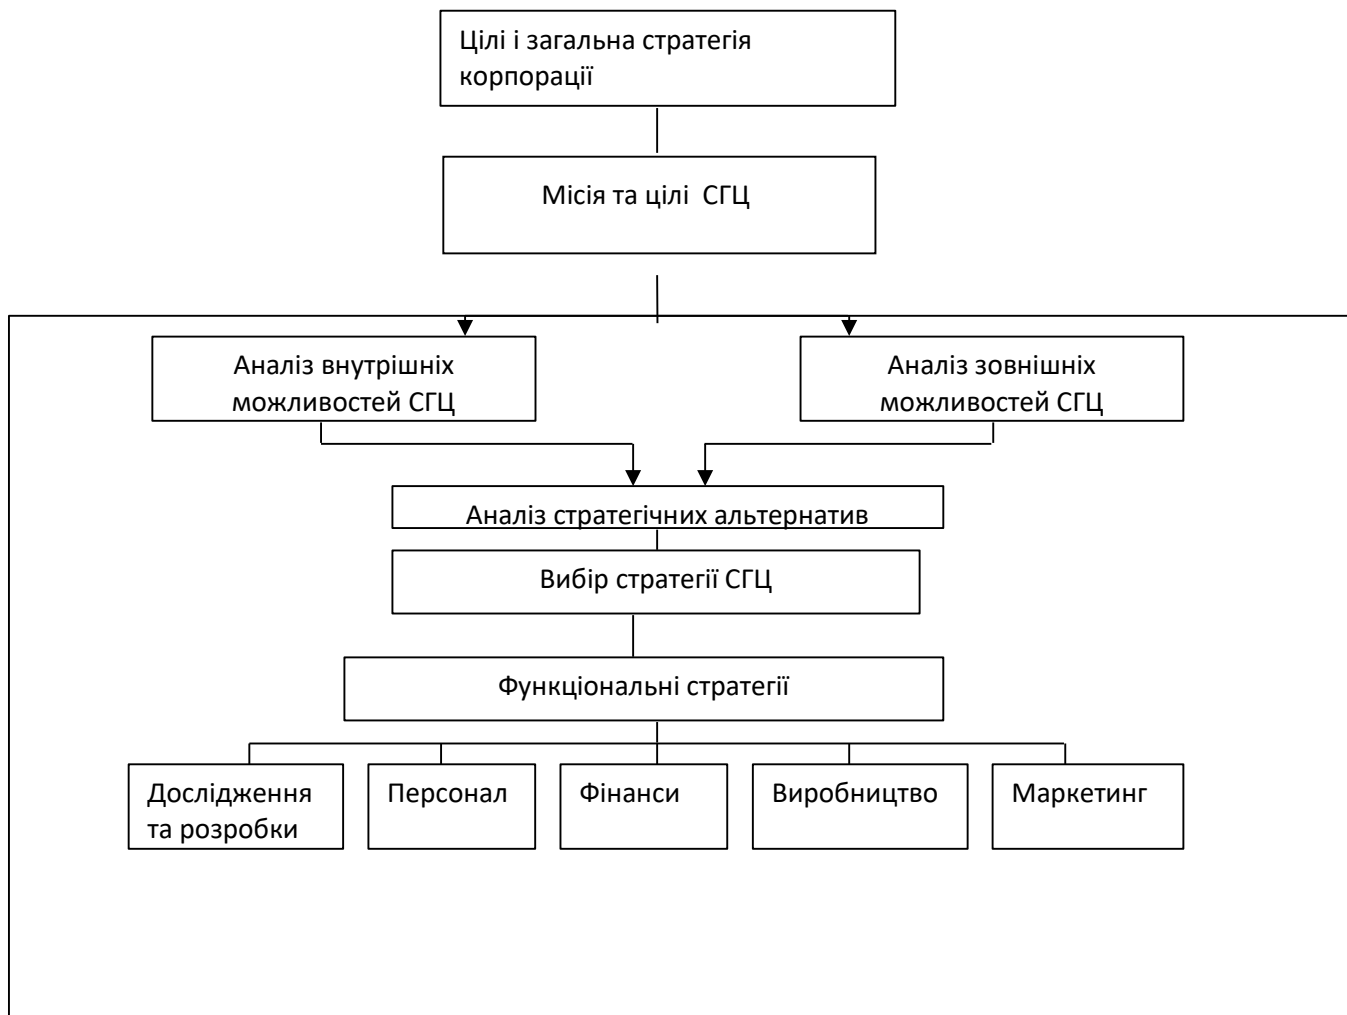 Цілі і загальна стратегія
корпорації
Місія та цілі СГЦ
Аналіз внутрішніх
можливостей СГЦ
Аналіз зовнішніх
можливостей СГЦ
Аналіз стратегічних альтернатив
Вибір стратегії СГЦ
Функціональні стратегії
Дослідження
та розробки
Персонал
Фінанси
Виробництво
Маркетинг